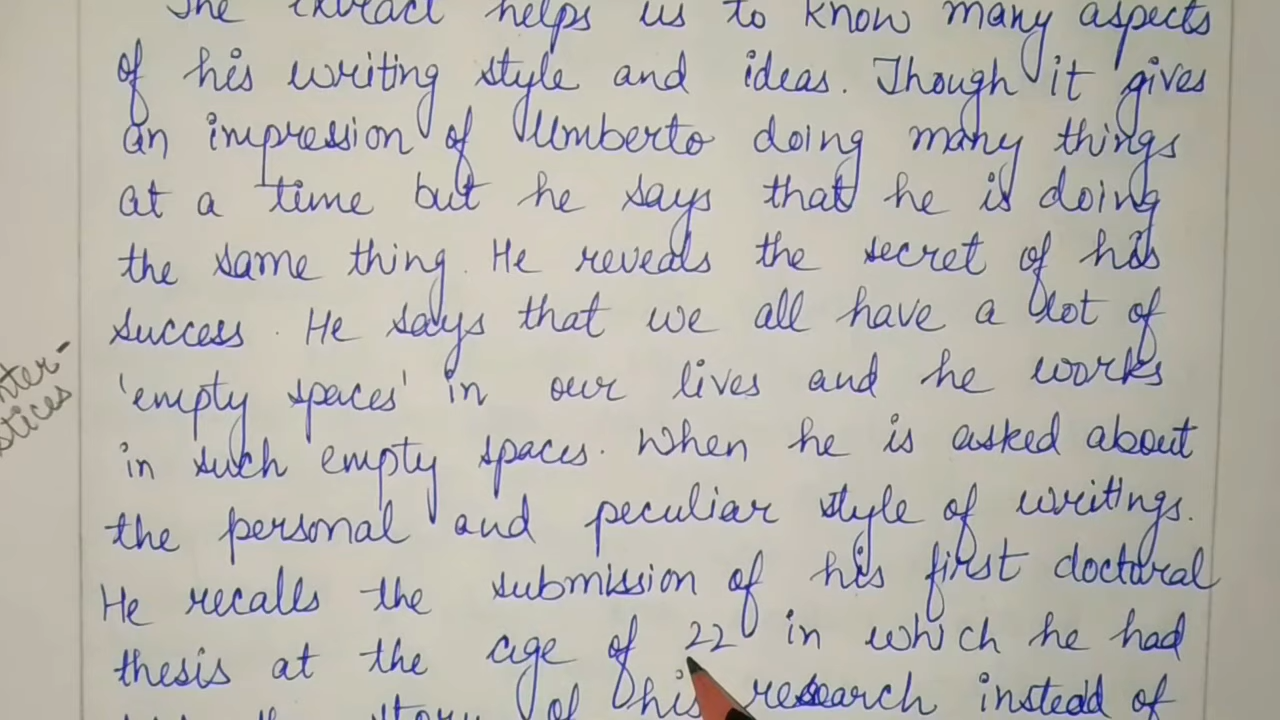 The extract helps us to know many aspects
of his writing style and ideas. Though it gives
an impression of Umberto doing many things
at a time but he says that he is doing
the same thing. He reveals the secret of his
success. He says that we all have a lot of
'empty spaces' in our lives and he works
in such empty spaces. When he is asked about
the personal and peculiar style of writings.
He recalls the submission of his first doctoral
thesis at the age of 22 in which he had
story of his research instead of
nter-
stices